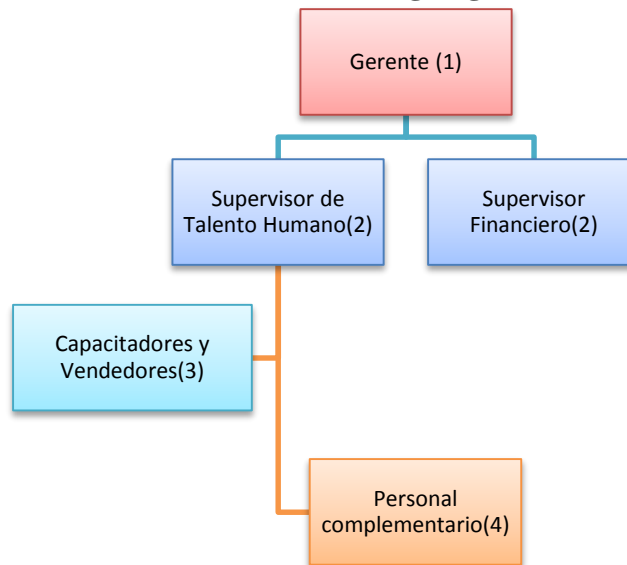 Gerente (1)
Supervisor de
Talento Humano(2)
Supervisor
Financiero(2)
Capacitadores y
Vendedores(3)
Personal
complementario(4)